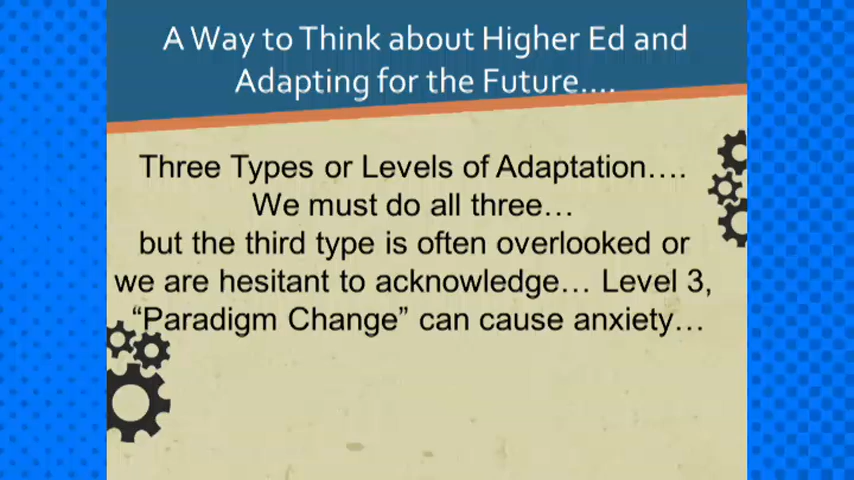 A Way to Think about Higher Ed and
Adapting for the Future....
Three Types or Levels of Adaptation….
We must do all three…
but the third type is often overlooked or
we are hesitant to acknowledge… Level 3,
“Paradigm Change” can cause anxiety…